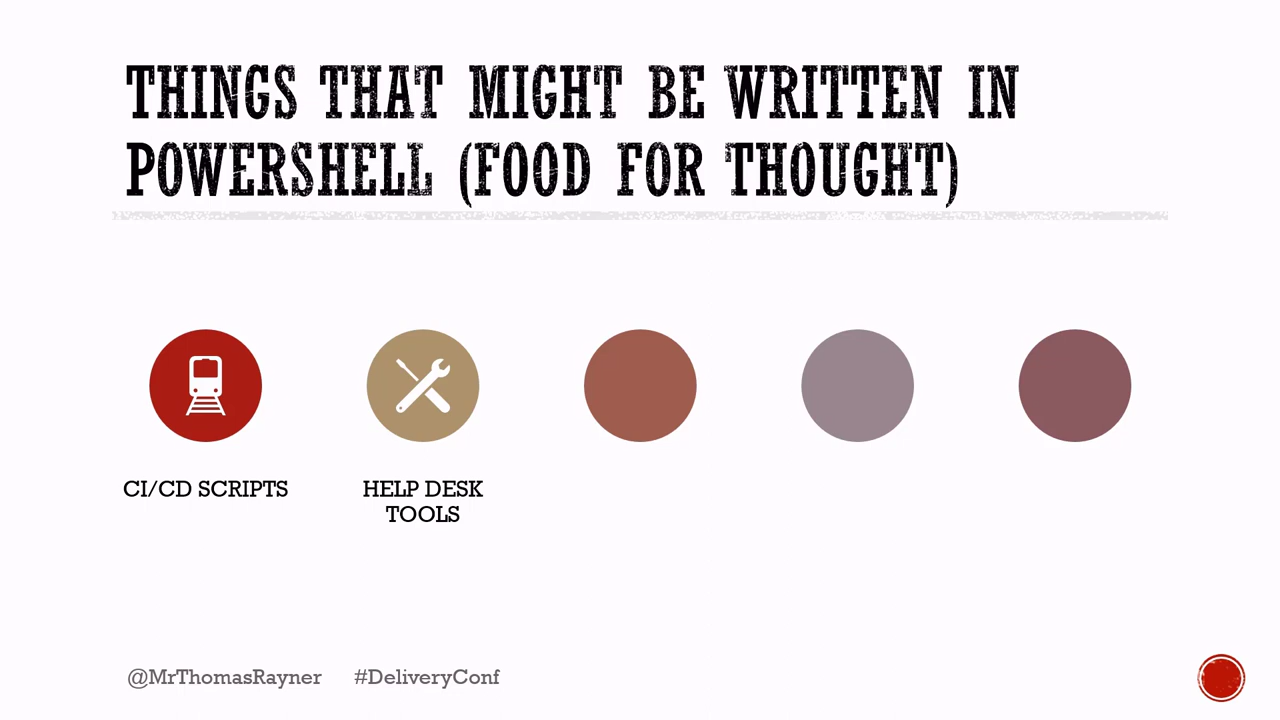 THINGS THAT MIGHT BE WRITTEN IN
POWERSHELL (FOOD FOR THOUGHT)
CI/CD SCRIPTS
HELP DESK
TOOLS
@MrThomasRayner #DeliveryConf